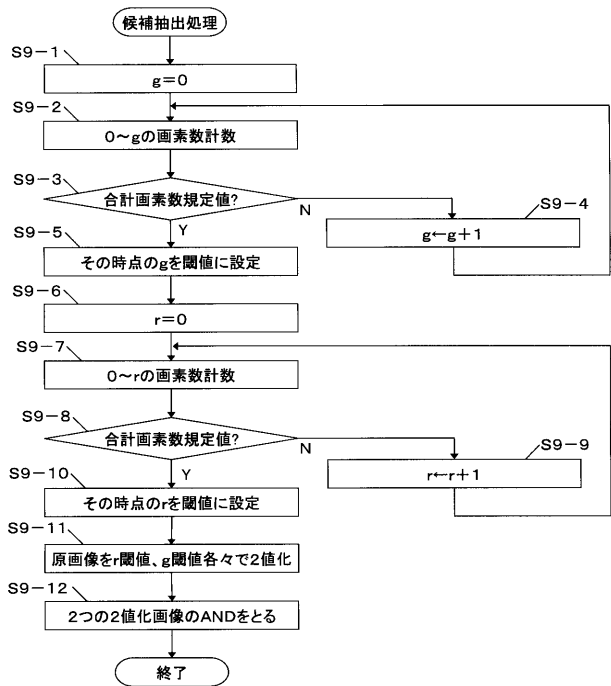 候補抽出処理
S9-1
g=0
S9-2
0〜gの画素数計数
S9-3
合計画素数規定値?
N
S9-4
g←g+1
Y
S9-5
その時点のgを閾値に設定
S9-6
r=0
S9-7
0〜rの画素数計数
S9-8
合計画素数規定値?
N
S9-9
r←r+1
Y
S9-10
その時点のrを閾値に設定
S9-11
原画像をr閾値、g閾値各々で2値化
S9-12
2つの2値化画像のANDをとる
終了